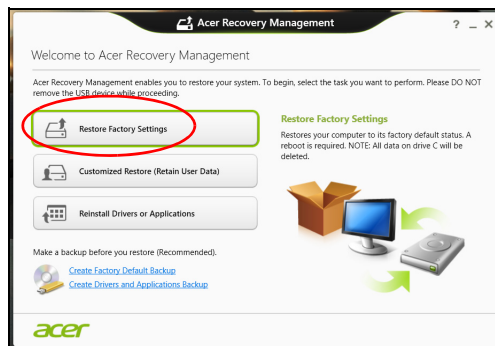 Acer Recovery Management
? _ X
Welcome to Acer Recovery Management
Acer Recovery Management enables you to restore your system. To begin, select the task you want to perform. Please DO NOT
remove the USB device while proceeding.
Restore Factory Settings
Customized Restore (Retain User Data)
Reinstall Drivers or Applications
Restore Factory Settings
Restores your computer to its factory default status. A
reboot is required. NOTE: All data on drive C will be
deleted.
Make a backup before you restore (Recommended).
Create Factory Default Backup
Create Drivers and Applications Backup
acer